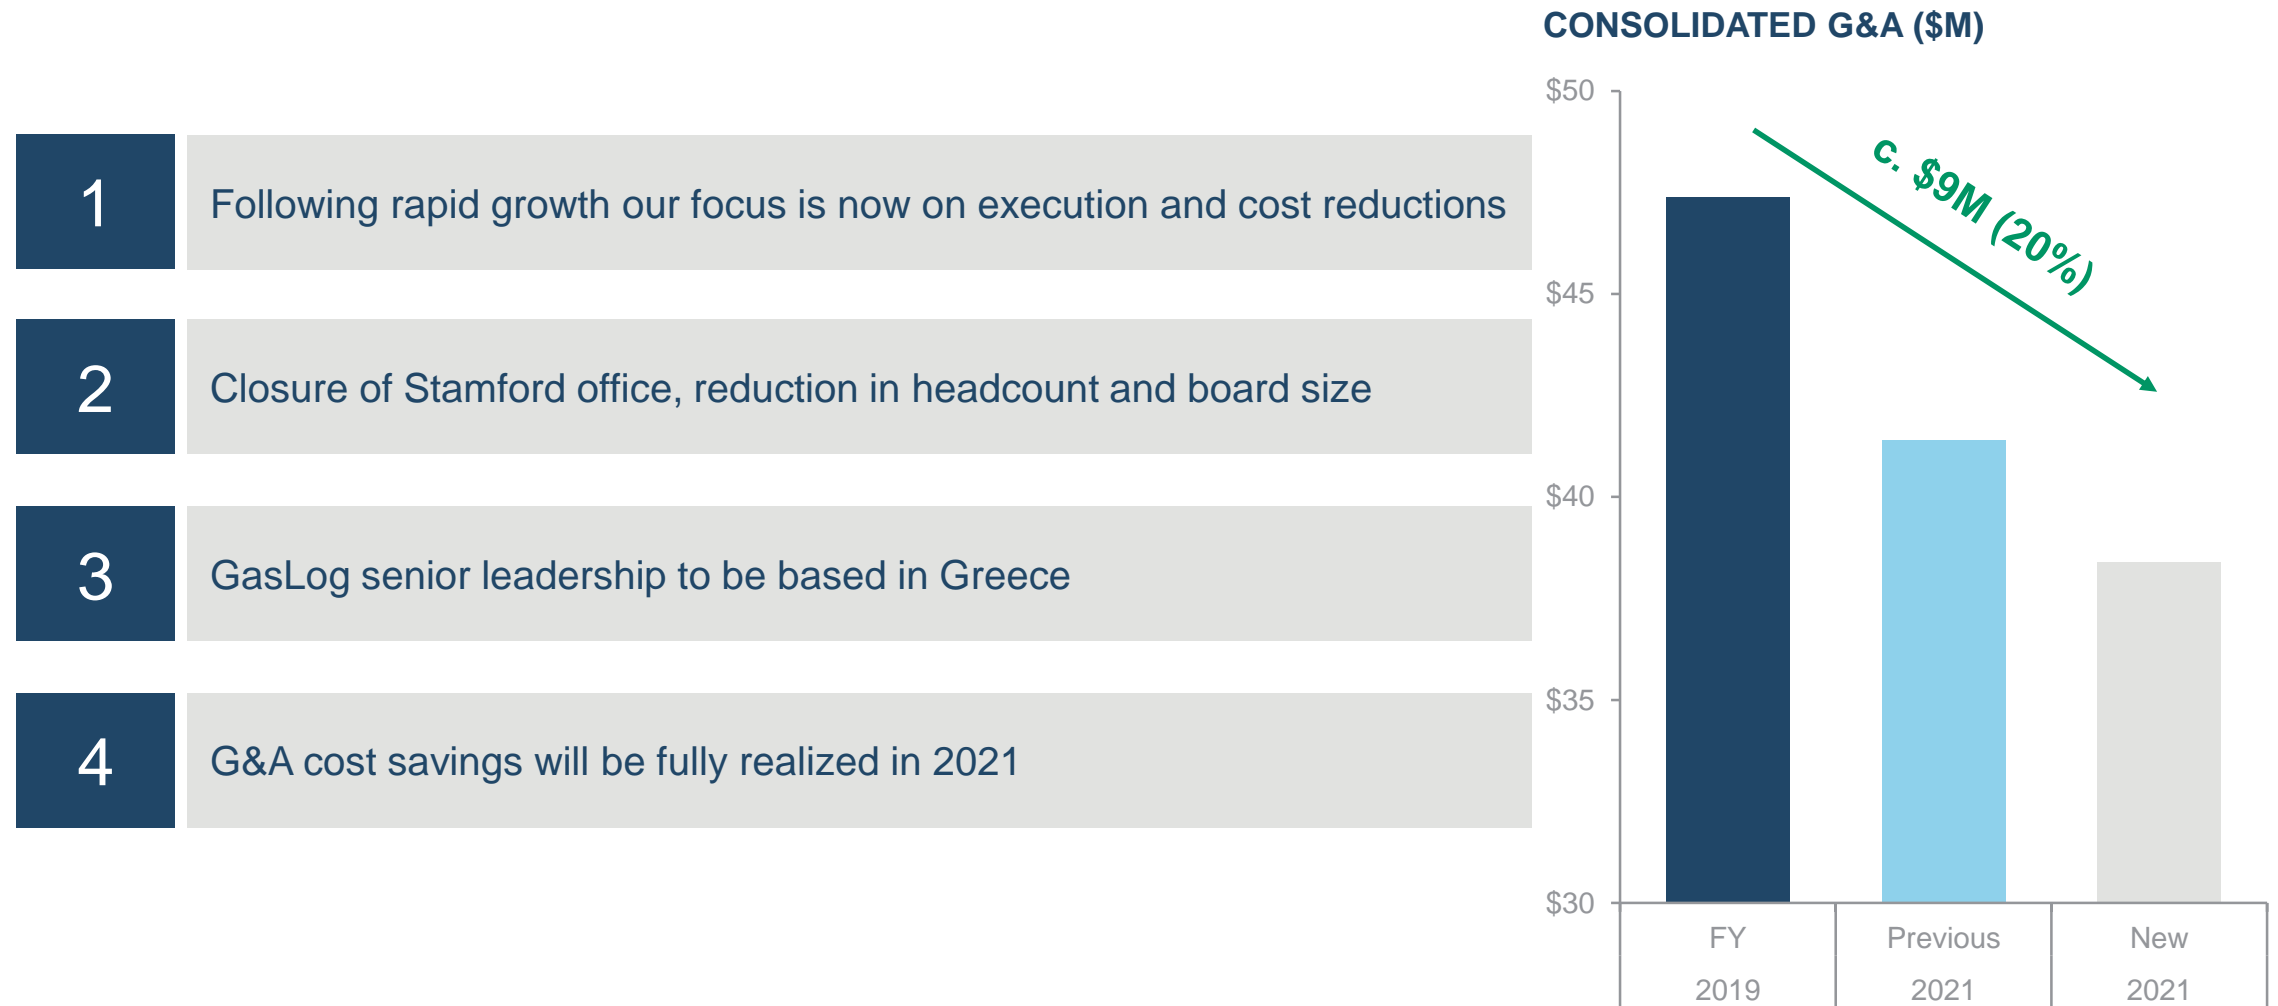 CONSOLIDATED G&A ($M)
1
Following rapid growth our focus is now on execution and cost reductions
2
Closure of Stamford office, reduction in headcount and board size
3
GasLog senior leadership to be based in Greece
4
G&A cost savings will be fully realized in 2021
$50
$45
$40
$35
$30
c. $9M (20%)
FY Previous New
2019 2021 2021